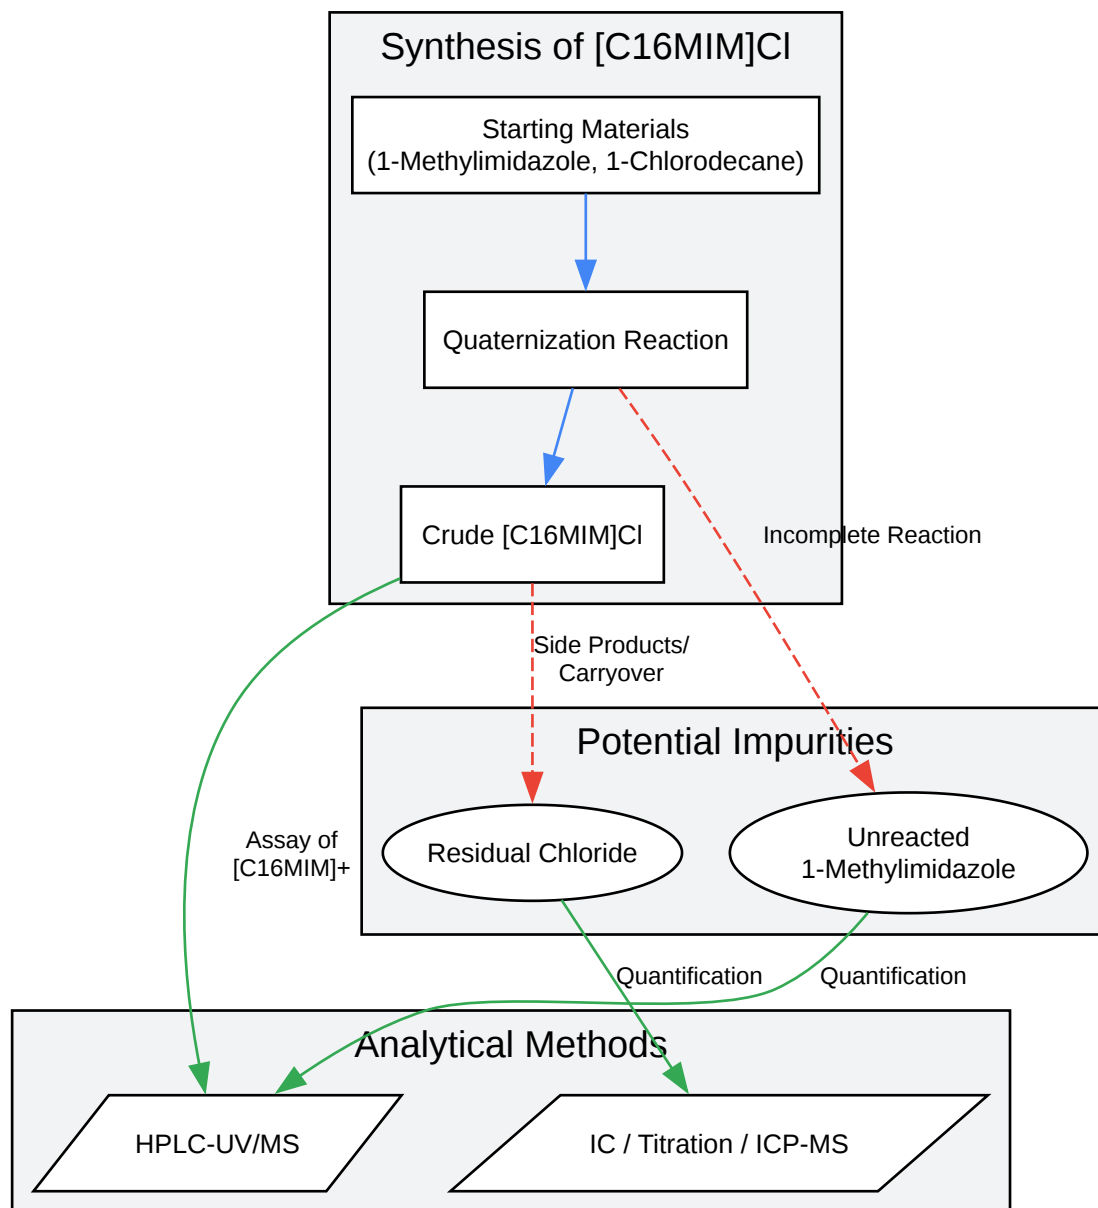 Synthesis of [C16MIM]Cl
Starting Materials
(1-Methylimidazole, 1-Chlorodecane)
Quaternization Reaction
Crude [C16MIM]Cl
Incomplete Reaction
Side Products/
Carryover
Potential Impurities
Residual Chloride
Unreacted
1-Methylimidazole
Assay of
[C16MIM]+
Quantification
Quantification
Analytical Methods
HPLC-UV/MS
IC / Titration / ICP-MS